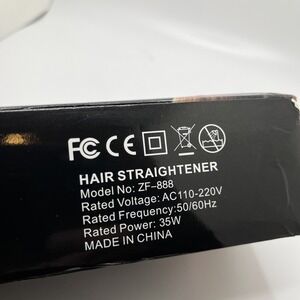 FC CE
HAIR STRAIGHTENER
Model No: ZF-888
Rated Voltage: AC110-220V
Rated Frequency:50/60Hz
Rated Power: 35W
MADE IN CHINA